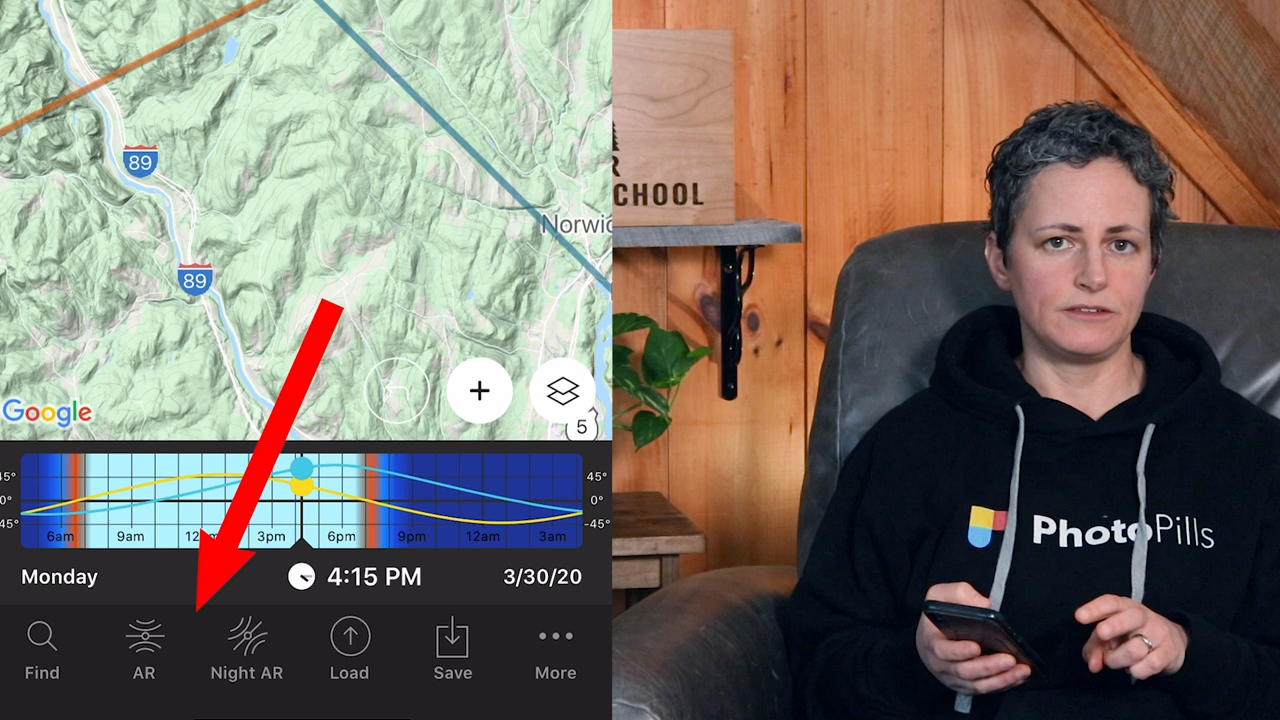 89
89
Norwic
Google
5
45°
0°
45°
45°
0°
-45°
6am
9am
3pm
6pm
9pm
12am
3am
Monday
4:15 PM
3/30/20
Find
AR
Night AR
Load
Save
More
R
CHOOL
PhotoPills